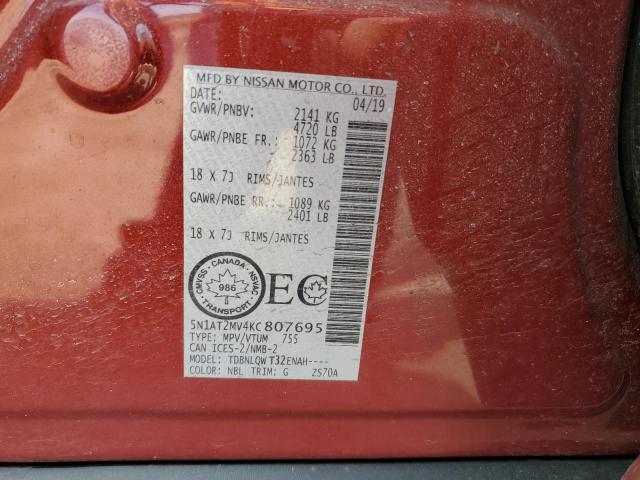 MFD BY NISSAN MOTOR CO., LTD.
DATE: 04/19
GVWR/PNBV: 2141 KG
4720 LB
GAWR/PNBE FR.: 1072 KG
2363 LB
18 X 7J RIMS/JANTES
GAWR/PNBE RR.: 1089 KG
2401 LB
18 X 7J RIMS/JANTES
CANADA
CMVSS NSVAC
986
TRANSPORT
EC
5N1AT2MV4KC807695
TYPE: MPV/VTUM 755
CAN ICES-2/NMB-2
MODEL: TDBNLQW T32ENAH----
COLOR: NBL TRIM: G 2S70A